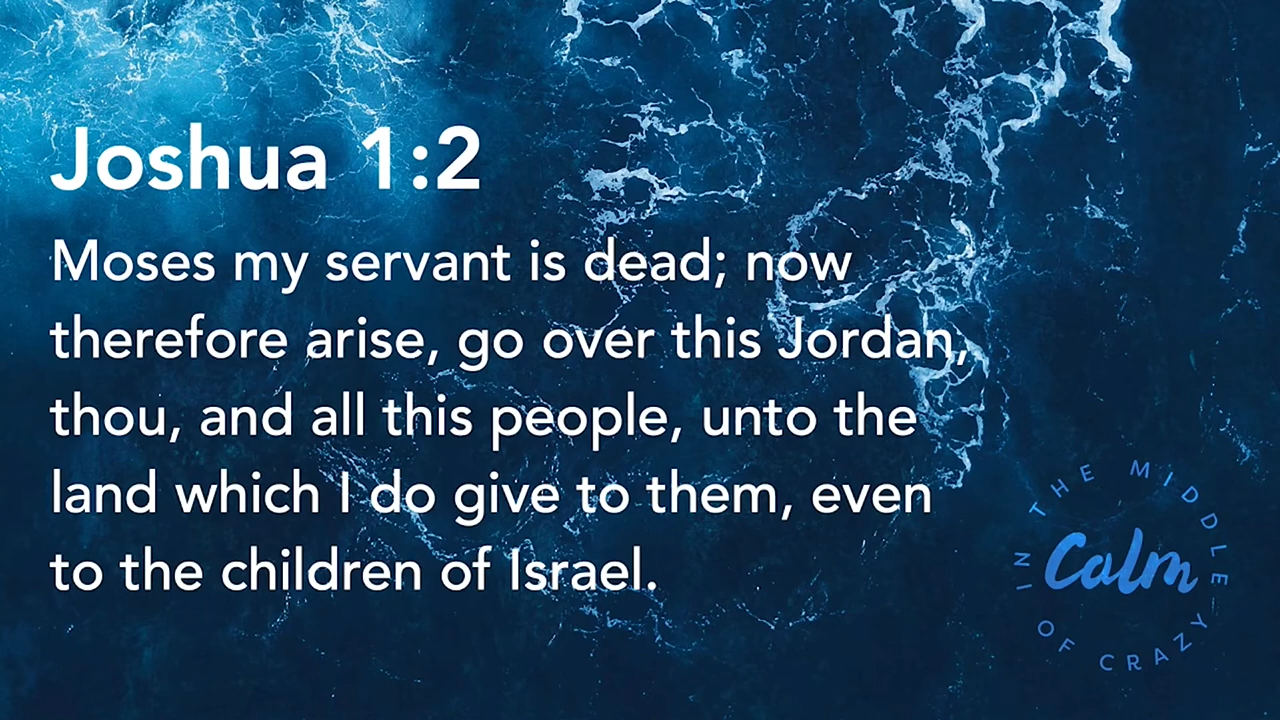 Joshua 1:2
Moses my servant is dead; now
therefore arise, go over this Jordan,
thou, and all this people, unto the
land which I do give to them, even
to the children of Israel.
Calm
IN THE MIDDLE OF CRAZY